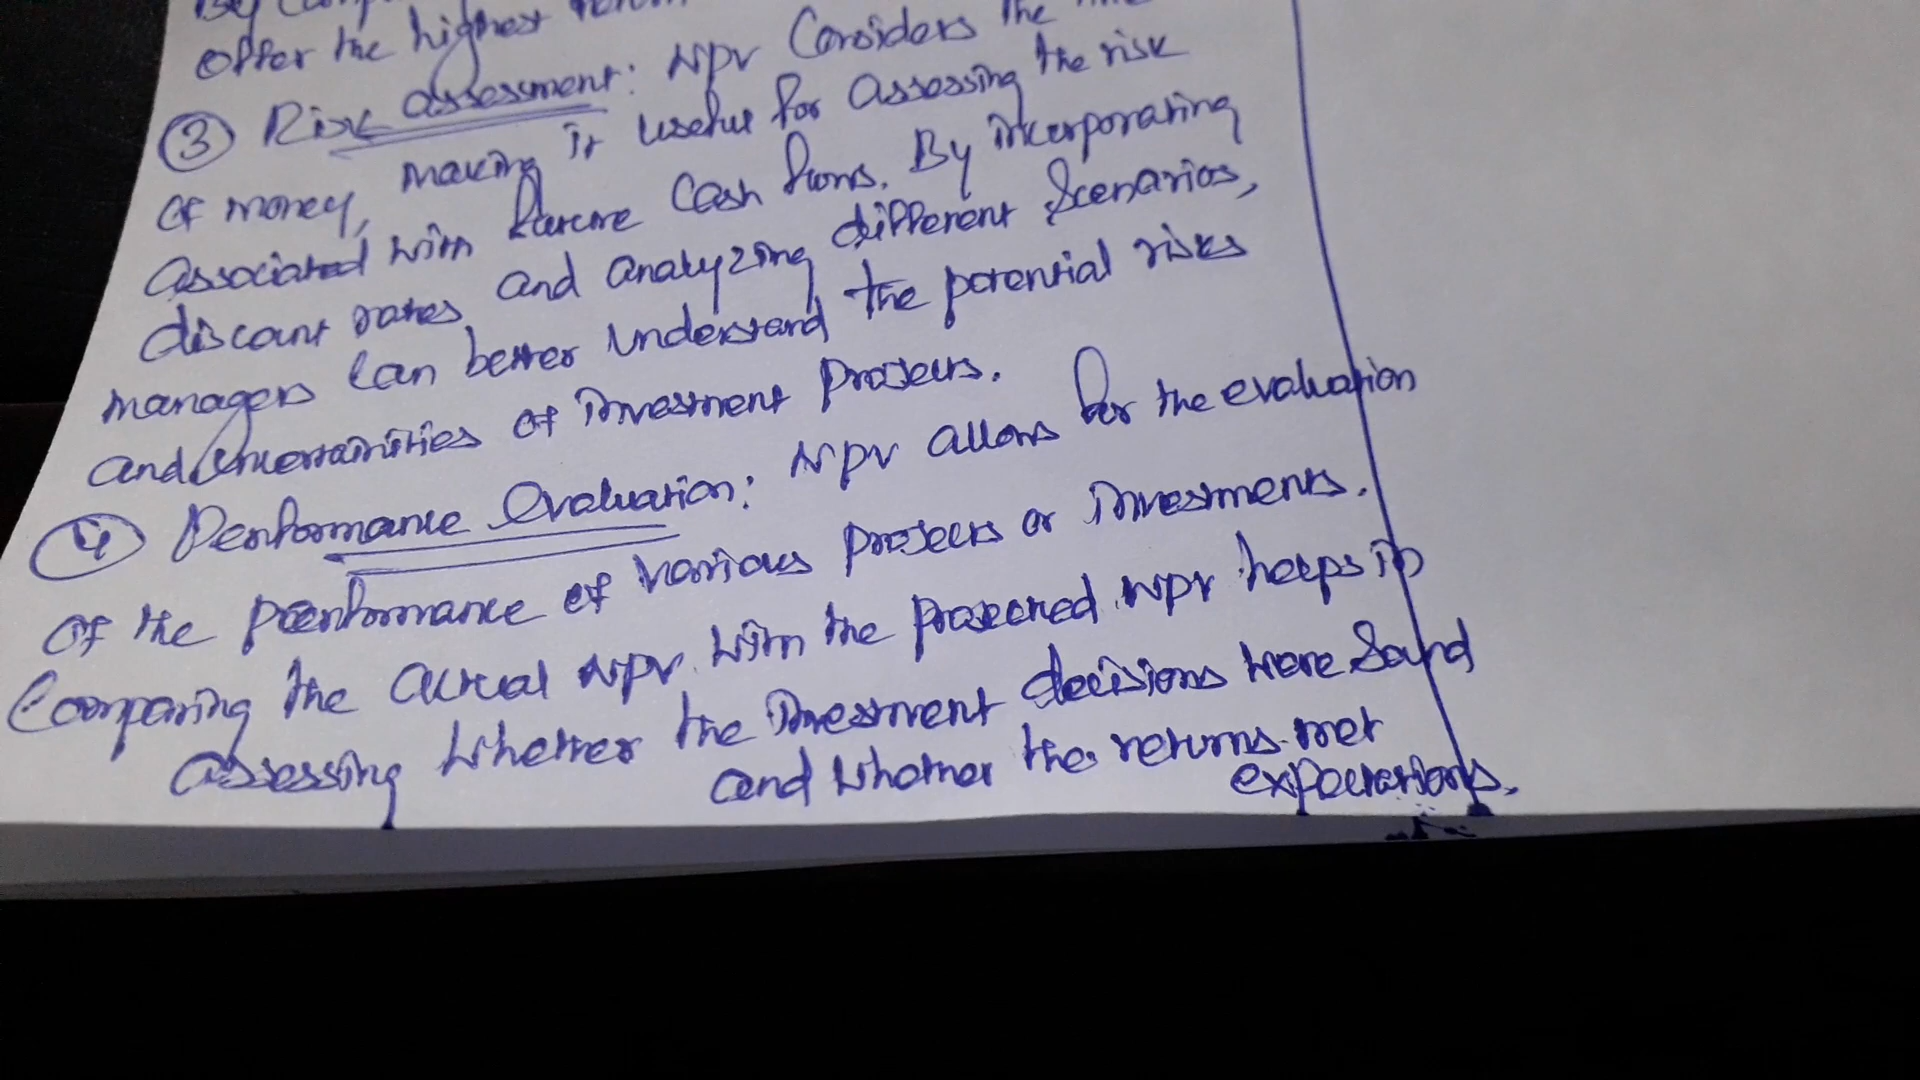 offer the highest
③ Risk assessment: NPV Considers the
of money, making it useful for assessing the risk
associated with future cash flows. By incorporating
discount rates and analyzing different scenarios,
managers can better understand the potential risks
and uncertainities of investment projects.
④ Performance evaluation: NPV allows for the evaluation
of the performance of various projects or investments.
Comparing the actual NPV with the projected NPV helps in
assessing whether the investment decisions were sound
and whether the returns met
expectations.